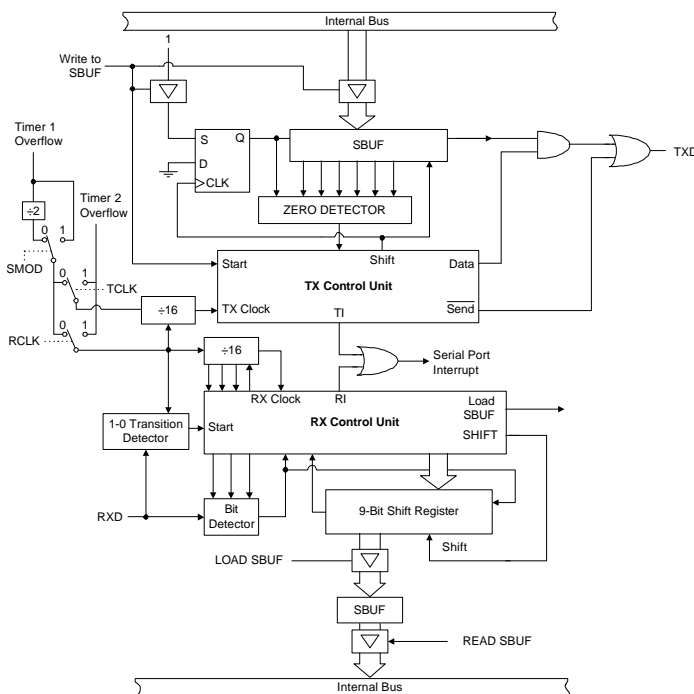 Internal Bus
1
Write to
SBUF
S
Q
D
CLK
SBUF
TXD
Timer 1
Overflow
Timer 2
Overflow
÷2
ZERO DETECTOR
0
1
SMOD
Shift
Start
Data
TX Control Unit
0
1
TCLK
÷16
TX Clock
TI
Send
0
1
RCLK
÷16
Serial Port
Interrupt
RX Clock
RI
Load
SBUF
1-0 Transition
Detector
Start
RX Control Unit
SHIFT
RXD
Bit
Detector
9-Bit Shift Register
Shift
LOAD SBUF
SBUF
READ SBUF
Internal Bus